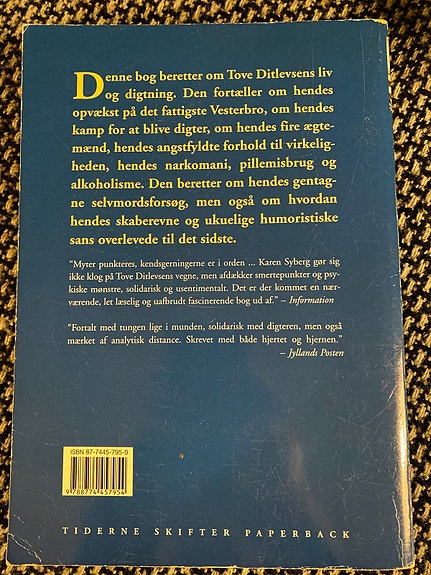 Denne bog beretter om Tove Ditlevsens liv
og digtning. Den fortæller om hendes
opvækst på det fattigste Vesterbro, om hendes
kamp for at blive digter, om hendes fire ægte-
mænd, hendes angstfyldte forhold til virkelig-
heden, hendes narkomani, pillemisbrug og
alkoholisme. Den beretter om hendes gentag-
ne selvmordsforsøg, men også om hvordan
hendes skaberevne og ukuelige humoristiske
sans overlevede til det sidste.
"Myter punkteres, kendsgerningerne er i orden ... Karen Syberg gør sig
ikke klog på Tove Ditlevsens vegne, men afdækker smertepunkter og psy-
kiske mønstre, solidarisk og usentimentalt. Det er der kommet en nær-
værende, let læselig og uafbrudt fascinerende bog ud af." – Information
"Fortalt med tungen lige i munden, solidarisk med digteren, men også
mærket af analytisk distance. Skrevet med både hjertet og hjernen."
– Jyllands Posten
ISBN 87-7445-795-0
9788774457954
TIDERNE SKIFTER PAPERBACK